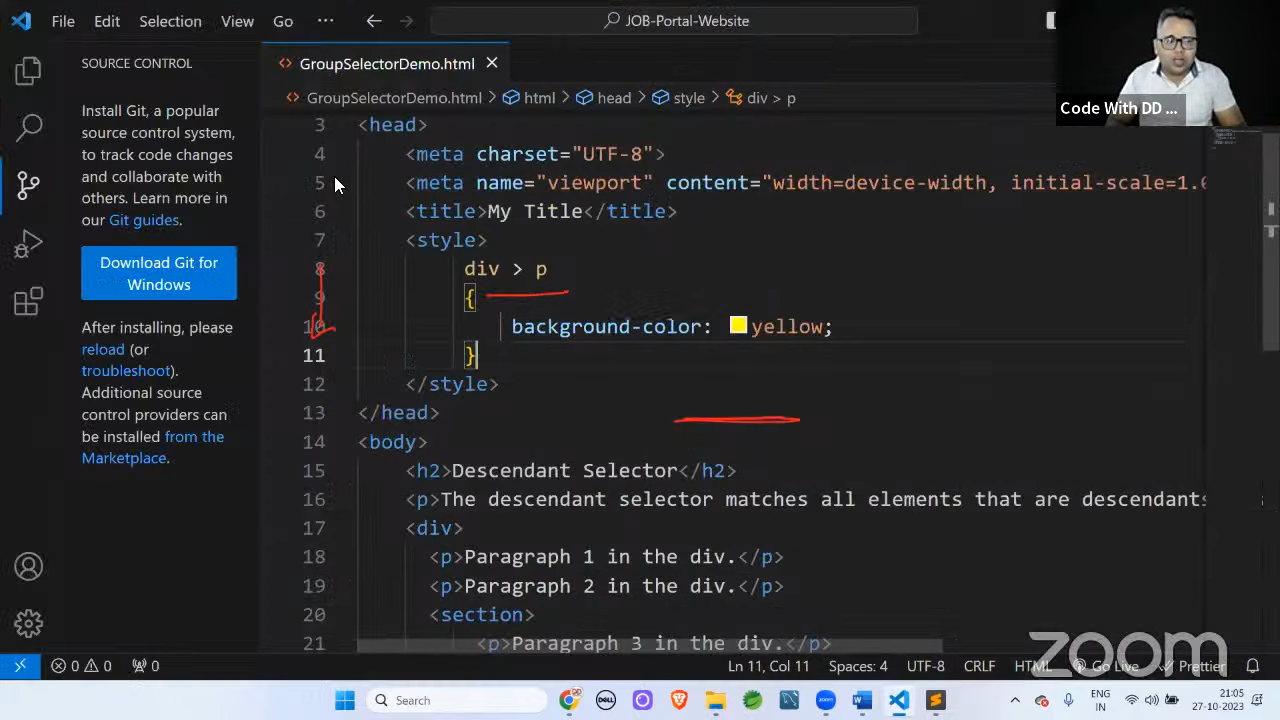 File Edit Selection View Go ··· JOB-Portal-Website
SOURCE CONTROL
Install Git, a popular
source control system,
to track code changes
and collaborate with
others. Learn more in
our Git guides.
Download Git for
Windows
After installing, please
reload (or
troubleshoot).
Additional source
control providers can
be installed from the
Marketplace.
GroupSelectorDemo.html
GroupSelectorDemo.html > html > head > style > div > p
Code With DD ...
3 <head>
4 <meta charset="UTF-8">
5 <meta name="viewport" content="width=device-width, initial-scale=1.0
6 <title>My Title</title>
7 <style>
8 div > p
9 {
10 background-color: yellow;
11 }
12 </style>
13 </head>
14 <body>
15 <h2>Descendant Selector</h2>
16 <p>The descendant selector matches all elements that are descendants
17 <div>
18 <p>Paragraph 1 in the div.</p>
19 <p>Paragraph 2 in the div.</p>
20 <section>
21 <p>Paragraph 3 in the div.</p>
zoom
0 0 0 Ln 11, Col 11 Spaces: 4 UTF-8 CRLF HTML Go Live Prettier
Search DELL zoom W S ENG IN 21:05 27-10-2023